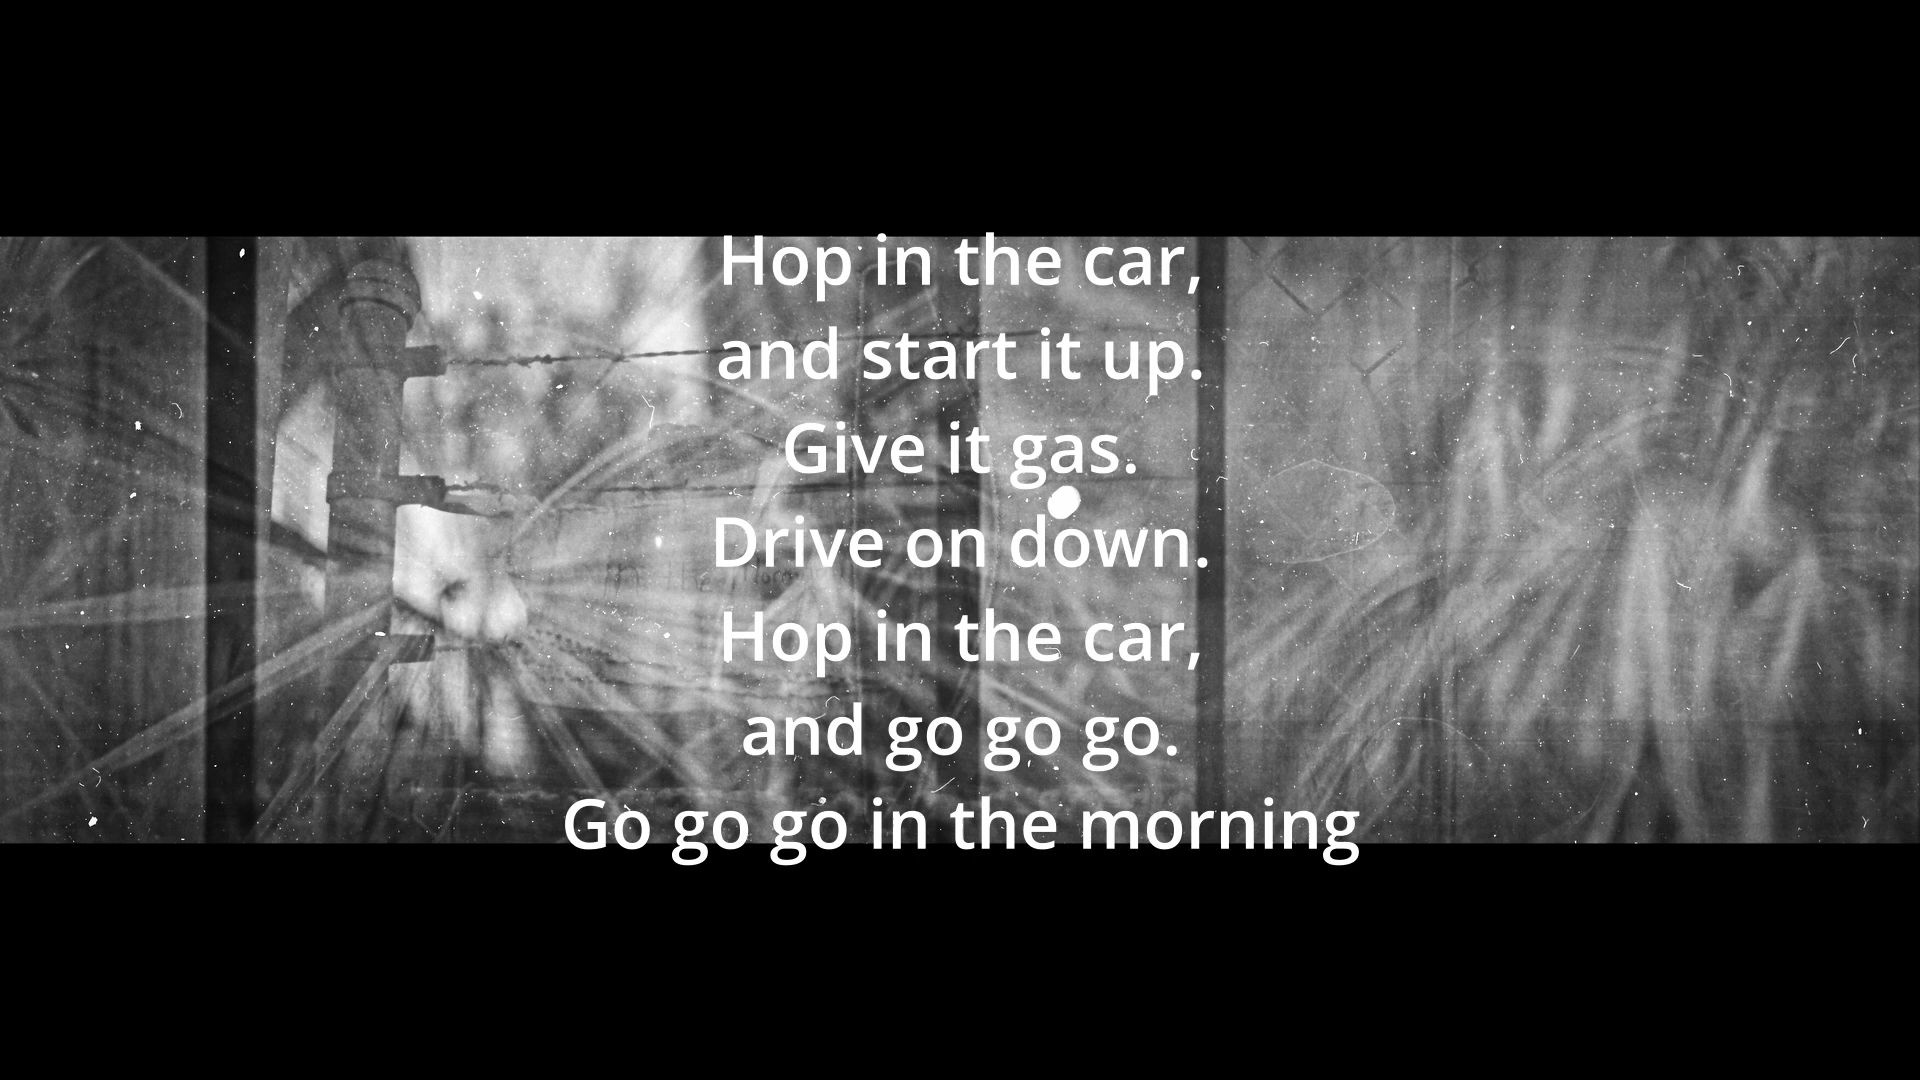 Hop in the car,
and start it up.
Give it gas.
Drive on down.
Hop in the car,
and go go go.
Go go go in the morning